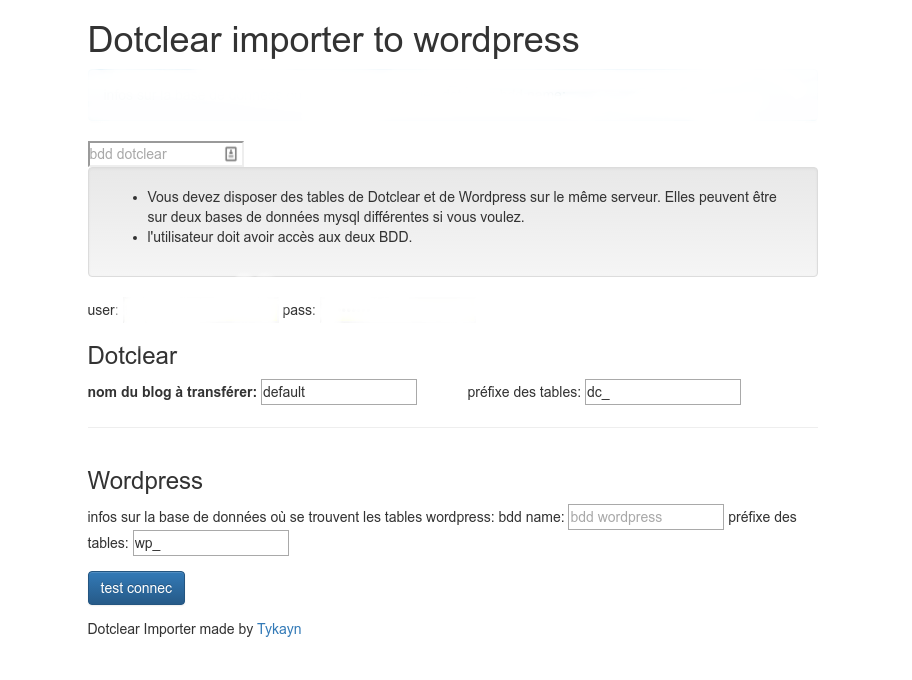 Dotclear importer to wordpress
bdd dotclear
Vous devez disposer des tables de Dotclear et de Wordpress sur le même serveur. Elles peuvent être
sur deux bases de données mysql différentes si vous voulez.
l'utilisateur doit avoir accès aux deux BDD.
user: pass:
Dotclear
nom du blog à transférer: default préfixe des tables: dc_
Wordpress
infos sur la base de données où se trouvent les tables wordpress: bdd name: bdd wordpress préfixe des
tables: wp_
test connec
Dotclear Importer made by Tykayn